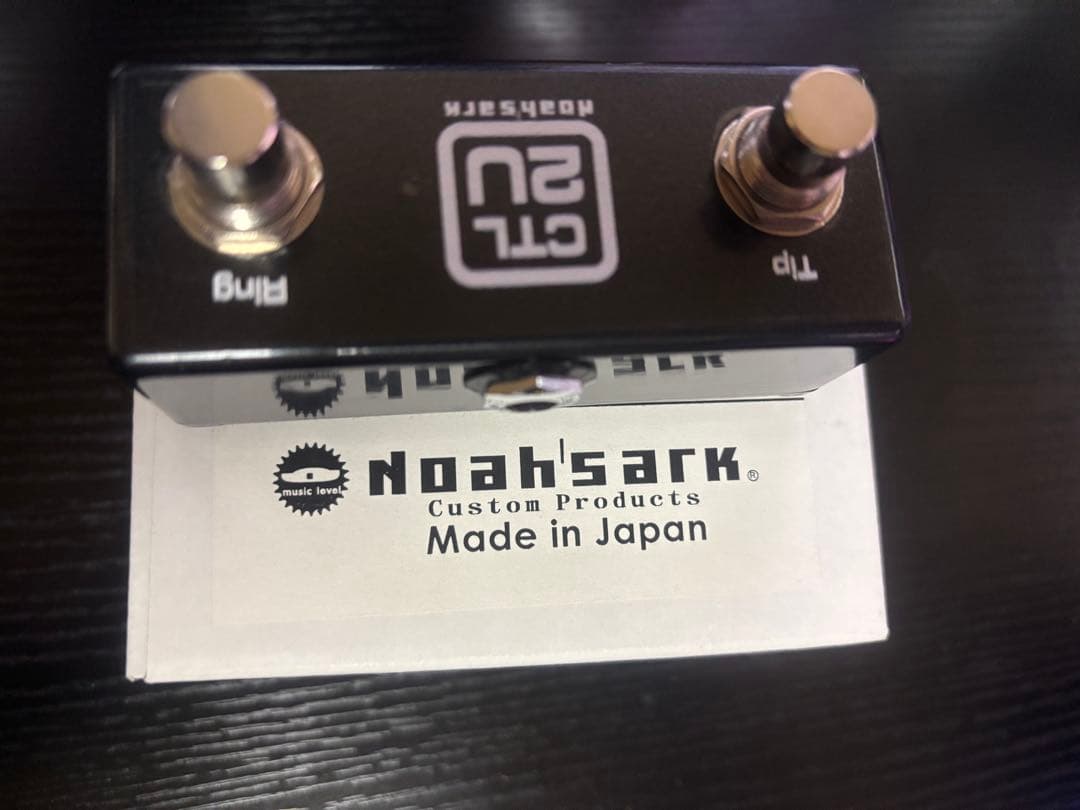 Noah'sark
CTL
2U
Ring
Tip
music level
Noah'sark®
Custom Products
Made in Japan